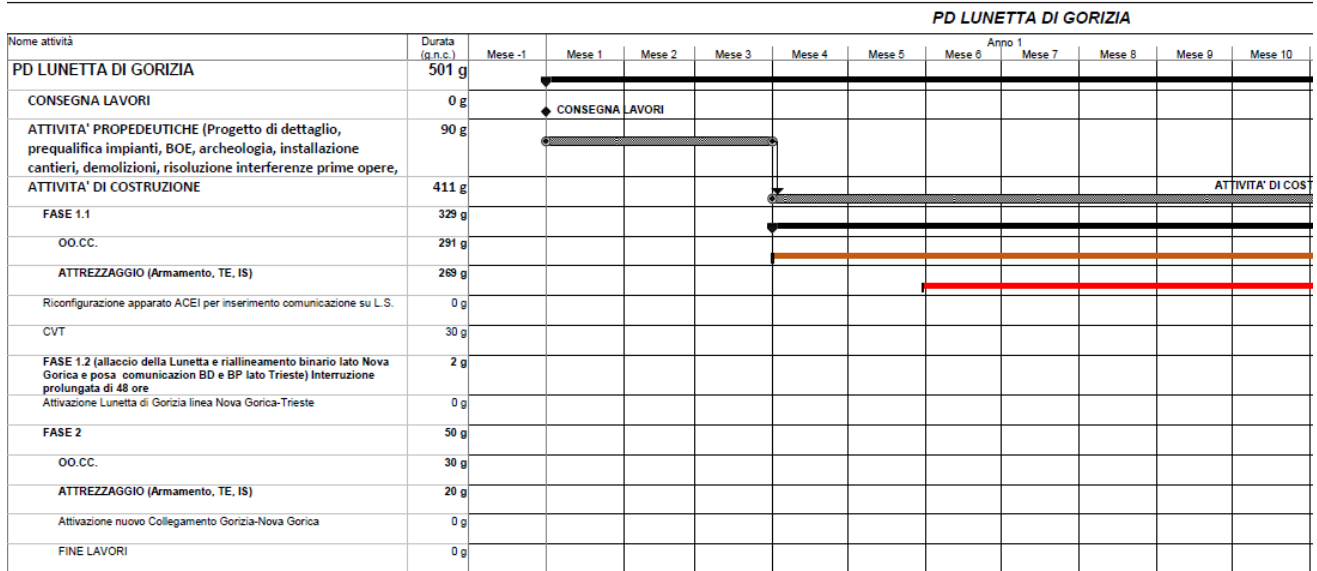 PD LUNETTA DI GORIZIA
Nome attività Durata (g.n.c.) Mese -1 Anno 1
Mese 1 Mese 2 Mese 3 Mese 4 Mese 5 Mese 6 Mese 7 Mese 8 Mese 9 Mese 10
PD LUNETTA DI GORIZIA 501 g
CONSEGNA LAVORI 0 g CONSEGNA LAVORI
ATTIVITA' PROPEDEUTICHE (Progetto di dettaglio, 90 g
prequalifica impianti, BOE, archeologia, installazione
cantieri, demolizioni, risoluzione interferenze prime opere,
ATTIVITA' DI COSTRUZIONE 411 g ATTIVITA' DI COST
FASE 1.1 329 g
OO.CC. 291 g
ATTREZZAGGIO (Armamento, TE, IS) 269 g
Riconfigurazione apparato ACEI per inserimento comunicazione su L.S. 0 g
CVT 30 g
FASE 1.2 (allaccio della Lunetta e riallineamento binario lato Nova 2 g
Gorica e posa comunicazion BD e BP lato Trieste) Interruzione
prolungata di 48 ore
Attivazione Lunetta di Gorizia linea Nova Gorica-Trieste 0 g
FASE 2 50 g
OO.CC. 30 g
ATTREZZAGGIO (Armamento, TE, IS) 20 g
Attivazione nuovo Collegamento Gorizia-Nova Gorica 0 g
FINE LAVORI 0 g